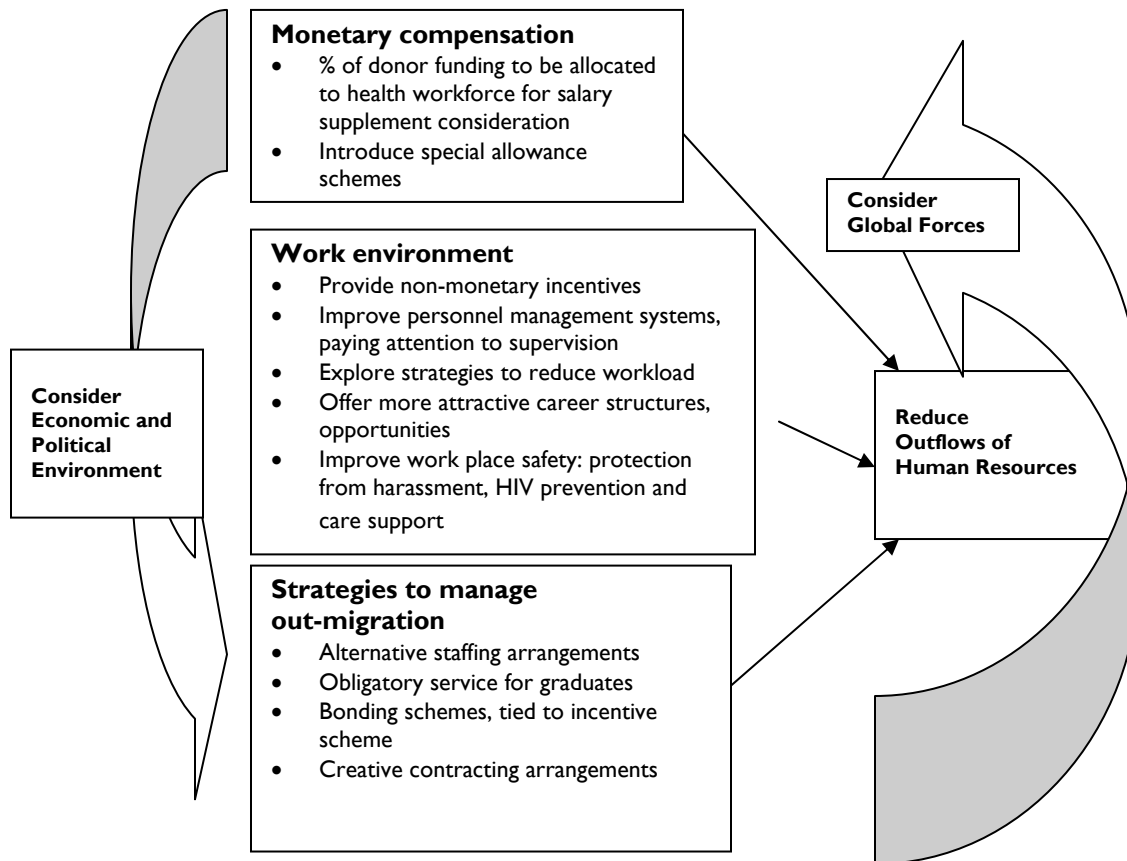 Monetary compensation
• % of donor funding to be allocated
to health workforce for salary
supplement consideration
• Introduce special allowance
schemes
Consider
Global Forces
Work environment
• Provide non-monetary incentives
• Improve personnel management systems,
paying attention to supervision
• Explore strategies to reduce workload
• Offer more attractive career structures,
opportunities
• Improve work place safety: protection
from harassment, HIV prevention and
care support
Consider
Economic and
Political
Environment
Reduce
Outflows of
Human Resources
Strategies to manage
out-migration
• Alternative staffing arrangements
• Obligatory service for graduates
• Bonding schemes, tied to incentive
scheme
• Creative contracting arrangements